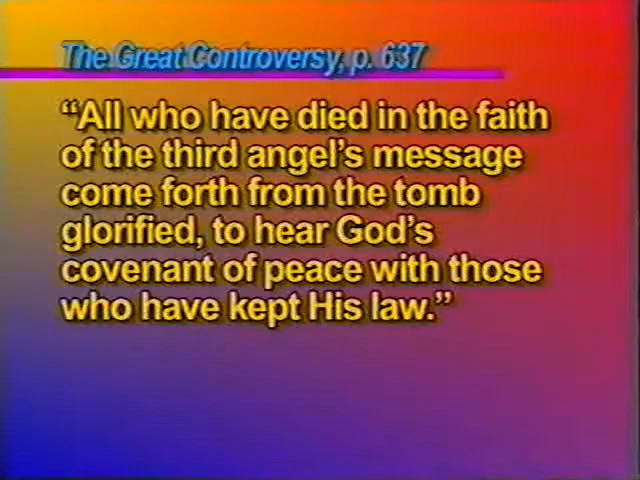 The Great Controversy, p. 637
“All who have died in the faith
of the third angel’s message
come forth from the tomb
glorified, to hear God’s
covenant of peace with those
who have kept His law.”